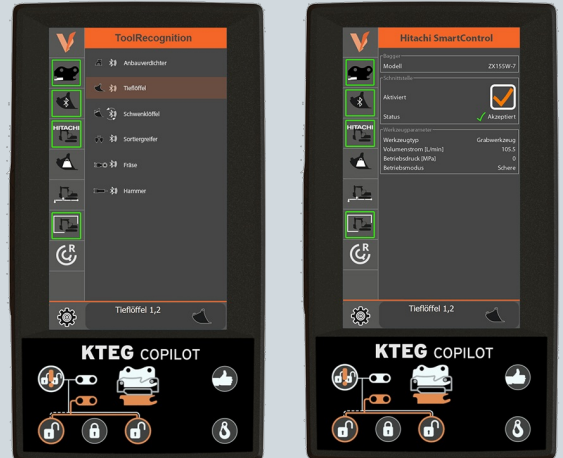 ToolRecognition
Anbauverdichter
Tieflöffel
HITACHI
Schwenklöffel
Sortiergreifer
Fräse
Hammer
R
Tieflöffel 1,2
KTEG COPILOT
Hitachi SmartControl
Bagger
Modell ZX155W-7
Schnittstelle
Aktiviert
Status Akzeptiert
HITACHI
Werkzeugparameter
Werkzeugtyp Grabwerkzeug
Volumenstrom [L/min] 105,5
Betriebsdruck [MPa] 0
Betriebsmodus Schere
R
Tieflöffel 1,2
KTEG COPILOT